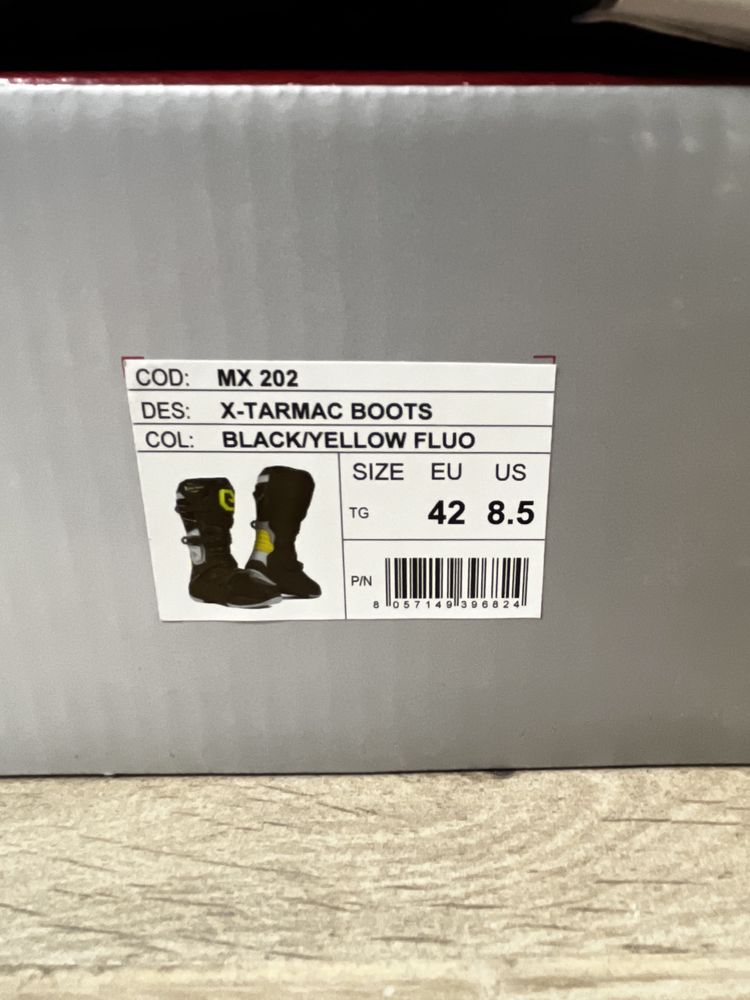 COD: MX 202
DES: X-TARMAC BOOTS
COL: BLACK/YELLOW FLUO
SIZE EU US
TG 42 8.5
P/N
8 057149 396824